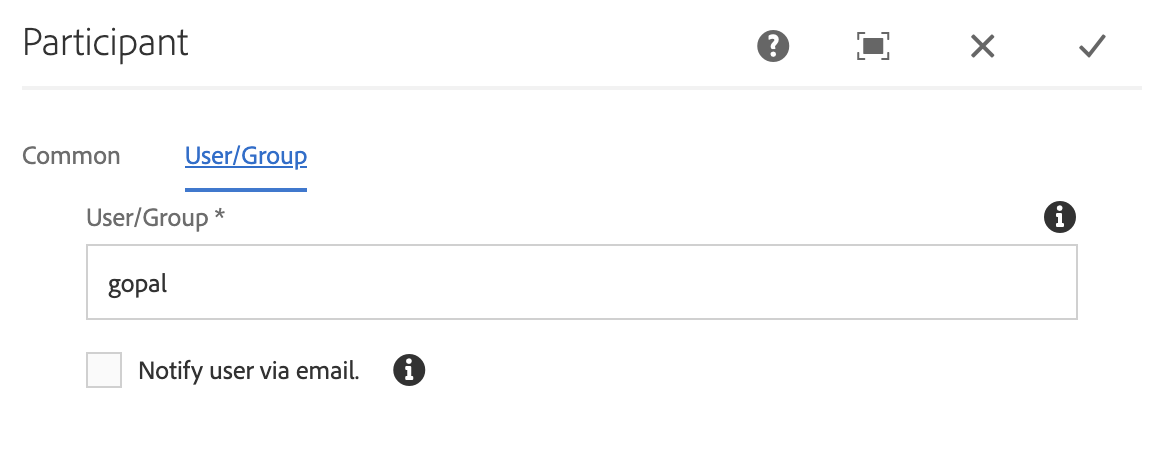 Participant
Common User/Group
User/Group *
gopal
Notify user via email.